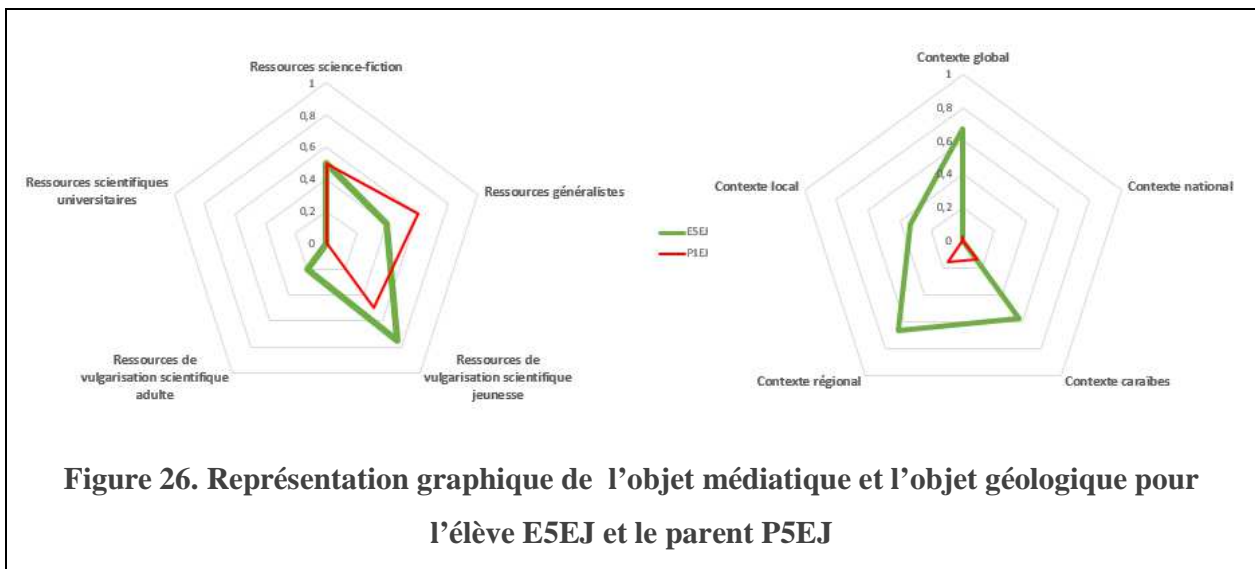 Ressources science-fiction
1
0,8
0,6
0,4
0,2
0
Ressources scientifiques
universitaires
Ressources généralistes
Ressources de
vulgarisation scientifique
adulte
Ressources de
vulgarisation scientifique
jeunesse
E5EJ
P1EJ
Contexte global
1
0,8
0,6
0,4
0,2
0
Contexte local
Contexte national
Contexte régional
Contexte caraïbes
Figure 26. Représentation graphique de l’objet médiatique et l’objet géologique pour
l’élève E5EJ et le parent P5EJ